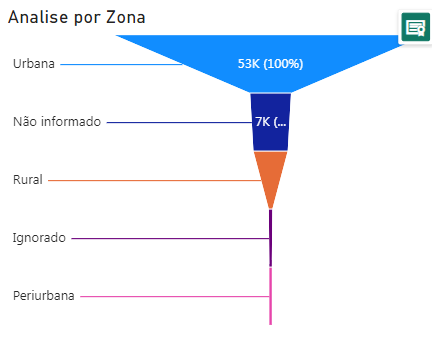 Analise por Zona
Urbana
53K (100%)
Não informado
7K (...
Rural
Ignorado
Periurbana